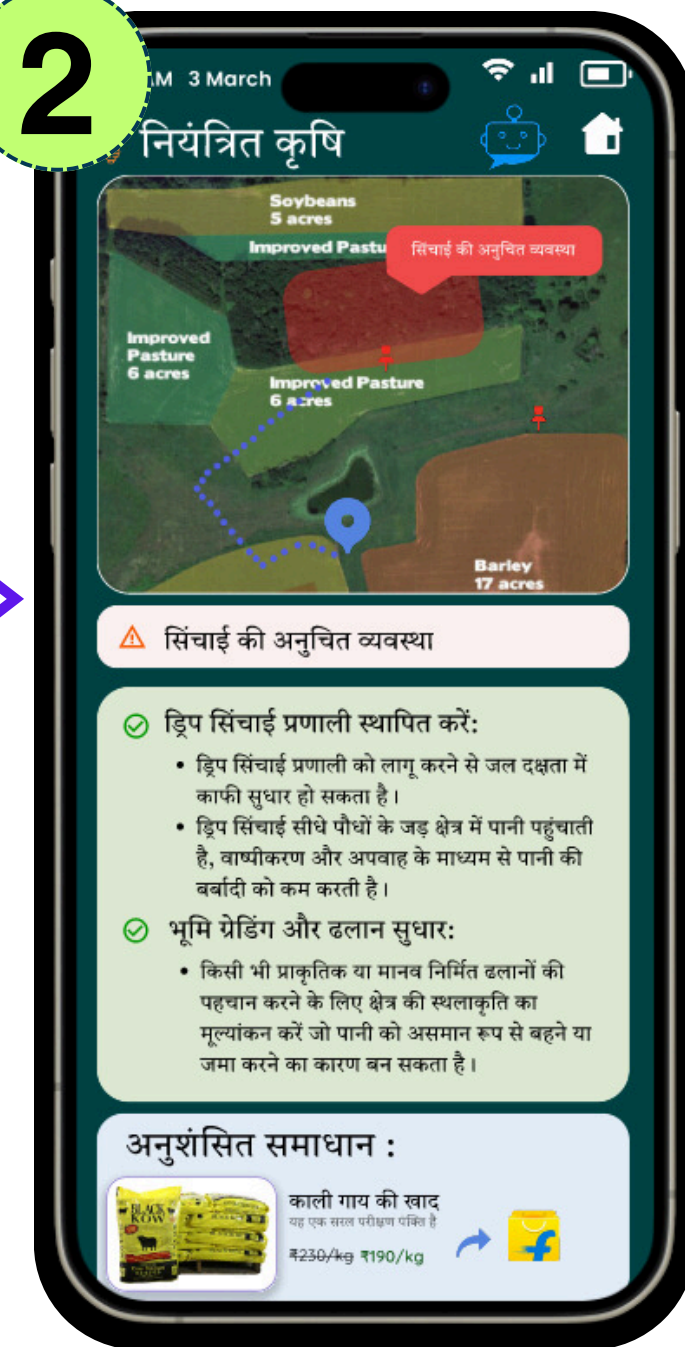 2
AM 3 March
नियंत्रित कृषि
Soybeans
5 acres
Improved Pastu
सिंचाई की अनुचित व्यवस्था
Improved
Pasture
6 acres
Improved Pasture
6 acres
Barley
17 acres
सिंचाई की अनुचित व्यवस्था
ड्रिप सिंचाई प्रणाली स्थापित करें:
• ड्रिप सिंचाई प्रणाली को लागू करने से जल दक्षता में
काफी सुधार हो सकता है।
• ड्रिप सिंचाई सीधे पौधों के जड़ क्षेत्र में पानी पहुंचाती
है, वाष्पीकरण और अपवाह के माध्यम से पानी की
बर्बादी को कम करती है।
भूमि ग्रेडिंग और ढलान सुधार:
• किसी भी प्राकृतिक या मानव निर्मित ढलानों की
पहचान करने के लिए क्षेत्र की स्थलाकृति का
मूल्यांकन करें जो पानी को असमान रूप से बहने या
जमा करने का कारण बन सकता है।
अनुशंसित समाधान :
BLACK
KOW
काली गाय की खाद
यह एक सरल परीक्षण पंक्ति है
₹230/kg ₹190/kg